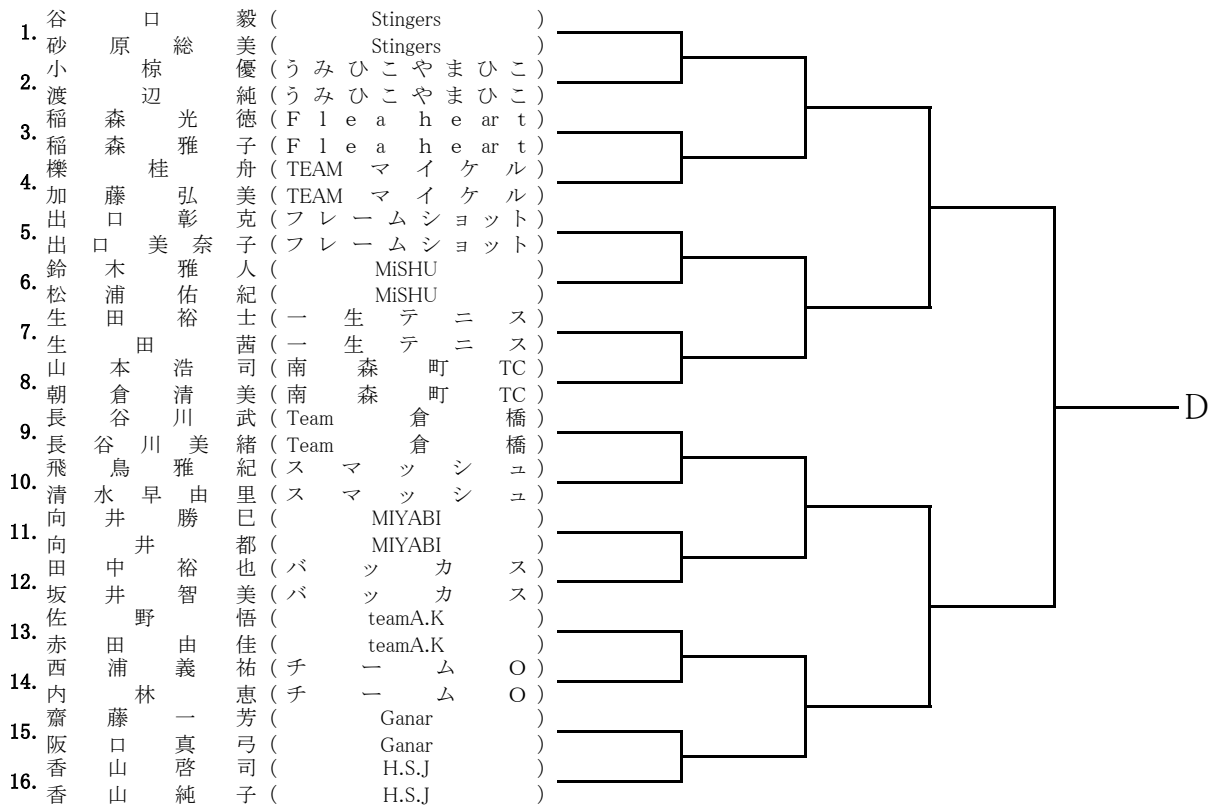 1.
谷口毅(Stingers)
砂原総美(Stingers)
2.
小椋優(うみひこやまひこ)
渡辺純(うみひこやまひこ)
3.
稲森光徳(Flea heart)
稲森雅子(Flea heart)
4.
櫟桂舟(TEAMマイケル)
加藤弘美(TEAMマイケル)
5.
出口彰克(フレームショット)
出口美奈子(フレームショット)
6.
鈴木雅人(MiSHU)
松浦佑紀(MiSHU)
7.
生田裕士(一生テニス)
生田茜(一生テニス)
8.
山本浩司(南森町TC)
朝倉清美(南森町TC)
9.
長谷川武(Team倉橋)
長谷川美緒(Team倉橋)
10.
飛鳥雅紀(スマッシュ)
清水早由里(スマッシュ)
11.
向井勝巳(MIYABI)
向井都(MIYABI)
12.
田中裕也(バッカス)
坂井智美(バッカス)
13.
佐野悟(teamA.K)
赤田由佳(teamA.K)
14.
西浦義祐(チームO)
内林恵(チームO)
15.
齋藤一芳(Ganar)
阪口真弓(Ganar)
16.
香山啓司(H.S.J)
香山純子(H.S.J)
D